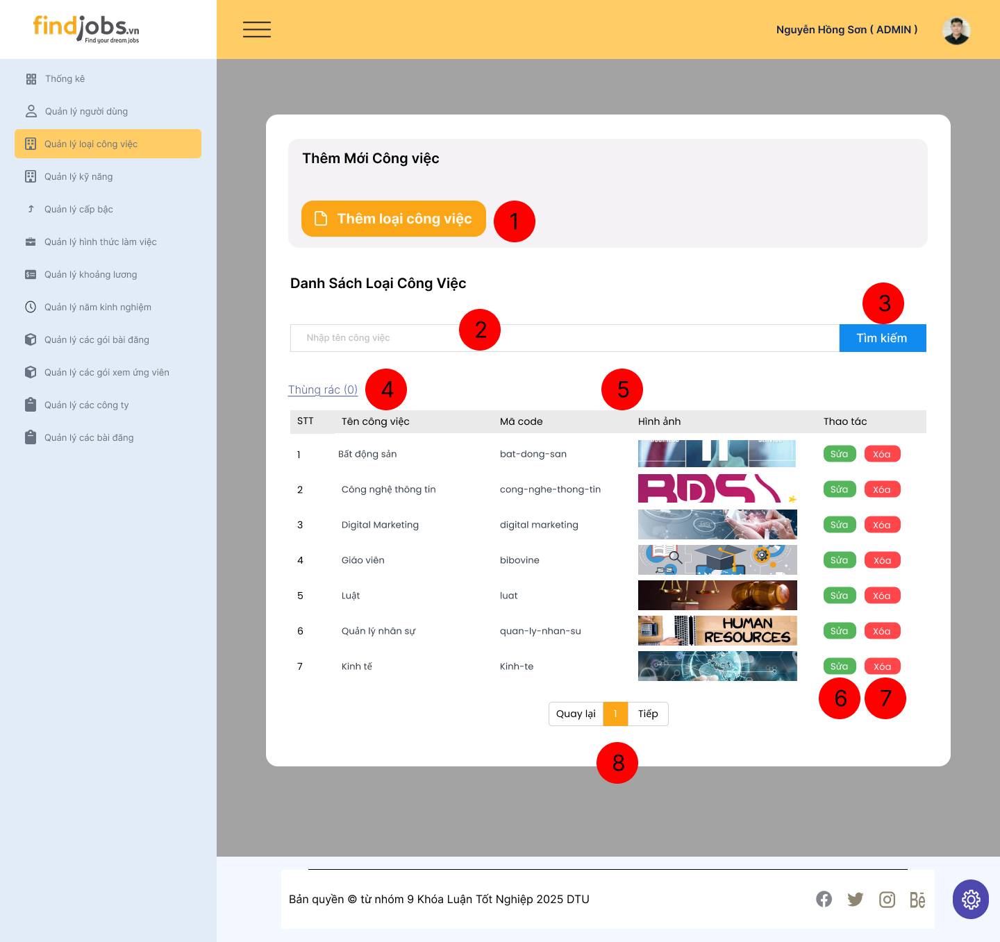 findjobs.vn
Find your dream jobs
Nguyễn Hồng Sơn ( ADMIN )
Thống kê
Quản lý người dùng
Quản lý loại công việc
Quản lý kỹ năng
Quản lý cấp bậc
Quản lý hình thức làm việc
Quản lý khoảng lương
Quản lý năm kinh nghiệm
Quản lý các gói bài đăng
Quản lý các gói xem ứng viên
Quản lý các công ty
Quản lý các bài đăng
Thêm Mới Công việc
Thêm loại công việc
1
Danh Sách Loại Công Việc
3
2
Nhập tên công việc
Tìm kiếm
Thùng rác (0)
4
5
STT Tên công việc Mã code Hình ảnh Thao tác
1 Bất động sản bat-dong-san Sửa Xóa
2 Công nghệ thông tin cong-nghe-thong-tin BDS Sửa Xóa
3 Digital Marketing digital marketing Sửa Xóa
4 Giáo viên bibovine Sửa Xóa
5 Luật luat Sửa Xóa
6 Quản lý nhân sự quan-ly-nhan-su HUMAN RESOURCES Sửa Xóa
7 Kinh tế Kinh-te Sửa Xóa
6
7
Quay lại 1 Tiếp
8
Bản quyền © từ nhóm 9 Khóa Luận Tốt Nghiệp 2025 DTU